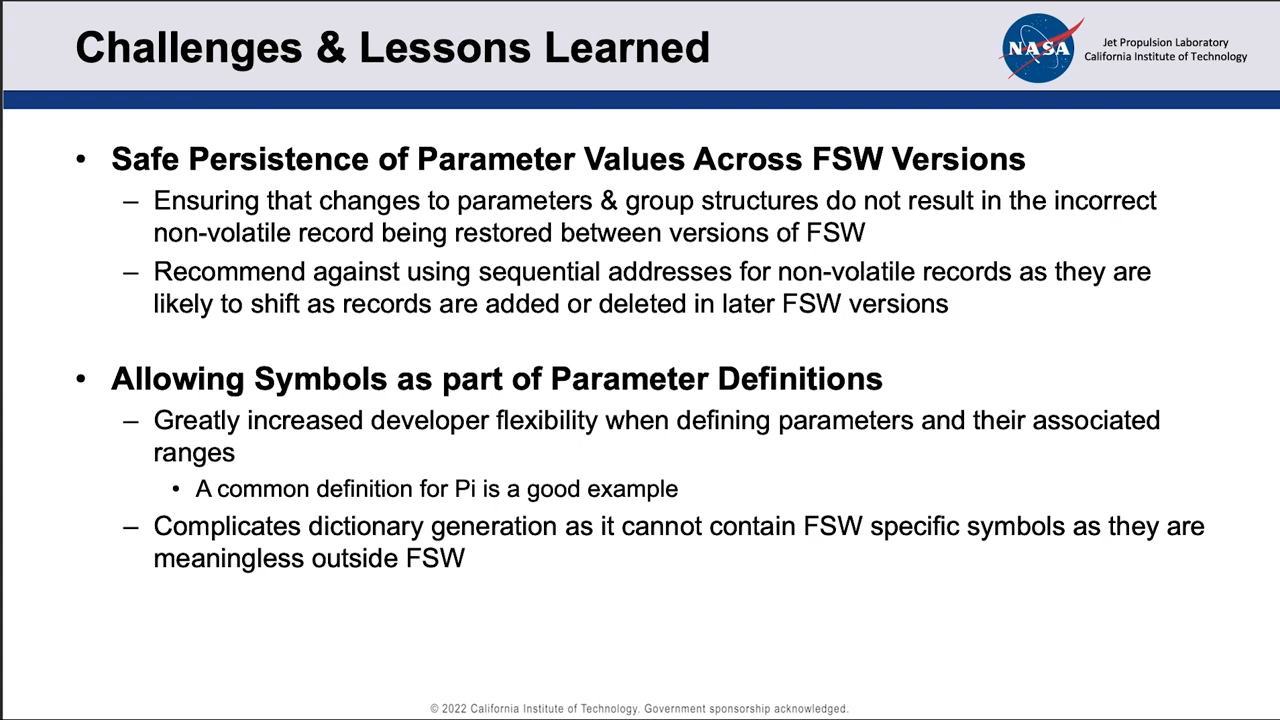 Challenges & Lessons Learned
NASA
Jet Propulsion Laboratory
California Institute of Technology
• Safe Persistence of Parameter Values Across FSW Versions
– Ensuring that changes to parameters & group structures do not result in the incorrect
non-volatile record being restored between versions of FSW
– Recommend against using sequential addresses for non-volatile records as they are
likely to shift as records are added or deleted in later FSW versions
• Allowing Symbols as part of Parameter Definitions
– Greatly increased developer flexibility when defining parameters and their associated
ranges
• A common definition for Pi is a good example
– Complicates dictionary generation as it cannot contain FSW specific symbols as they are
meaningless outside FSW
© 2022 California Institute of Technology. Government sponsorship acknowledged.